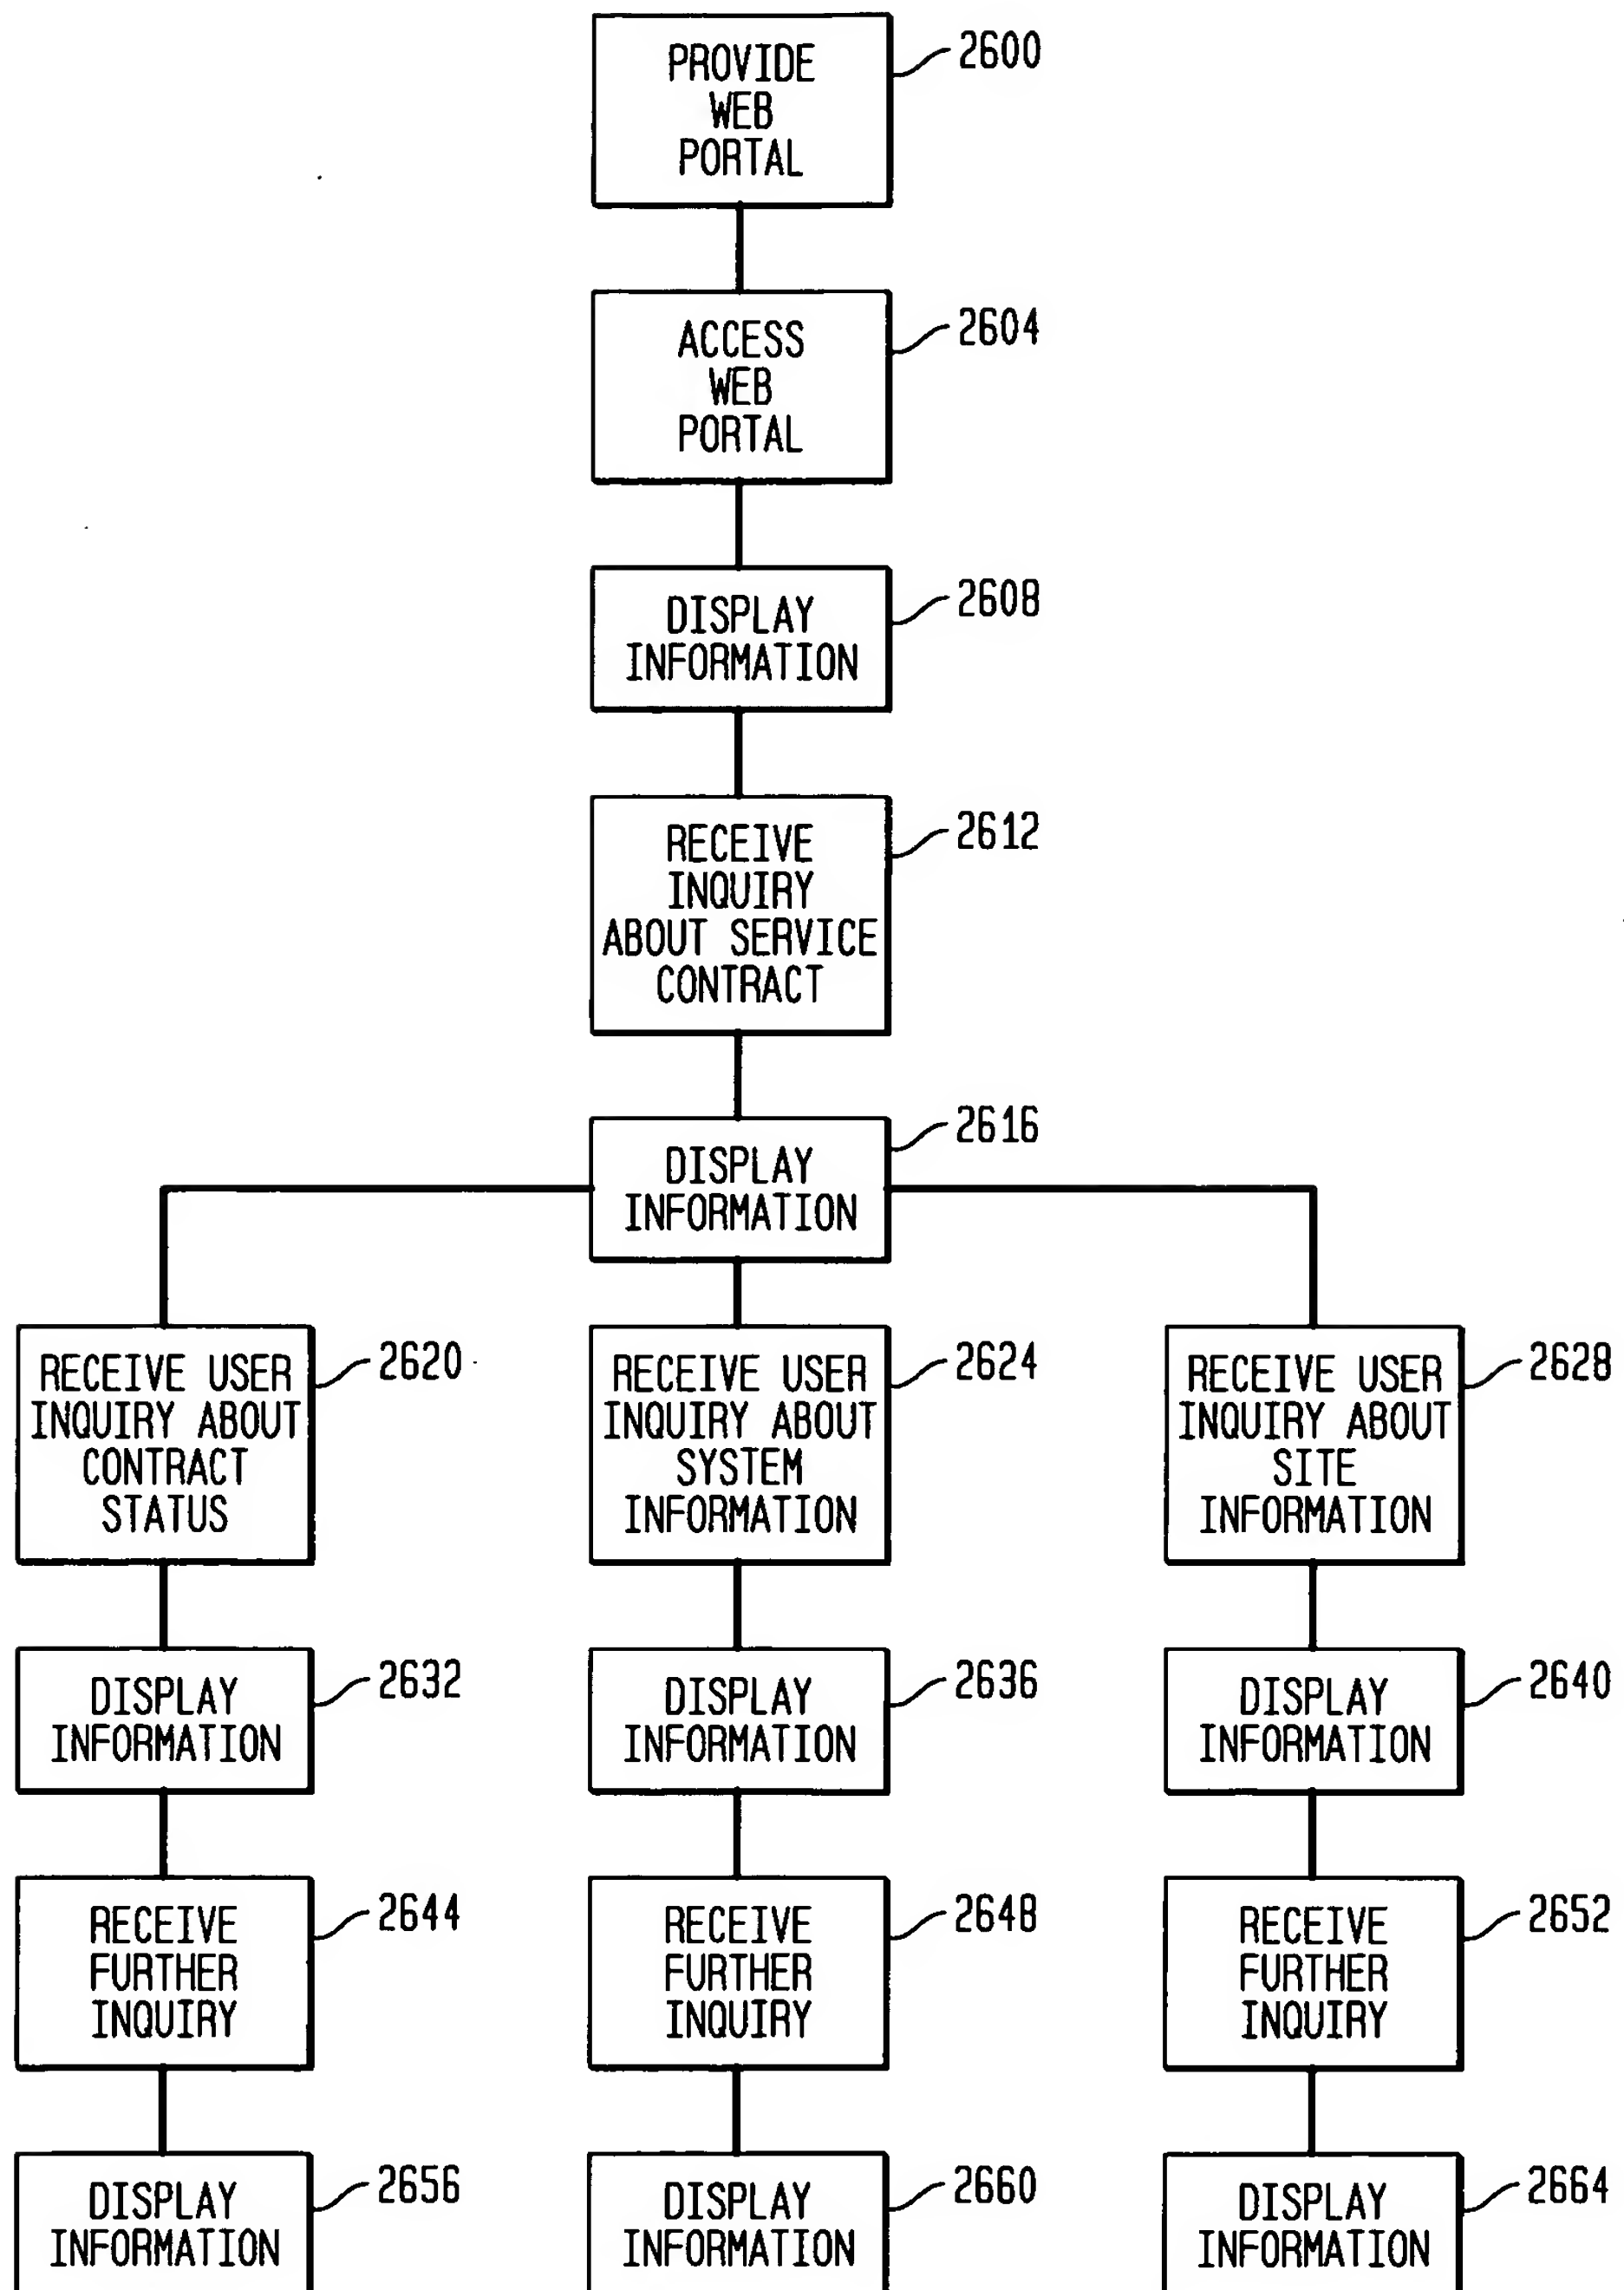 PROVIDE
WEB
PORTAL
2600
ACCESS
WEB
PORTAL
2604
DISPLAY
INFORMATION
2608
RECEIVE
INQUIRY
ABOUT SERVICE
CONTRACT
2612
DISPLAY
INFORMATION
2616
RECEIVE USER
INQUIRY ABOUT
CONTRACT
STATUS
2620
RECEIVE USER
INQUIRY ABOUT
SYSTEM
INFORMATION
2624
RECEIVE USER
INQUIRY ABOUT
SITE
INFORMATION
2628
DISPLAY
INFORMATION
2632
DISPLAY
INFORMATION
2636
DISPLAY
INFORMATION
2640
RECEIVE
FURTHER
INQUIRY
2644
RECEIVE
FURTHER
INQUIRY
2648
RECEIVE
FURTHER
INQUIRY
2652
DISPLAY
INFORMATION
2656
DISPLAY
INFORMATION
2660
DISPLAY
INFORMATION
2664